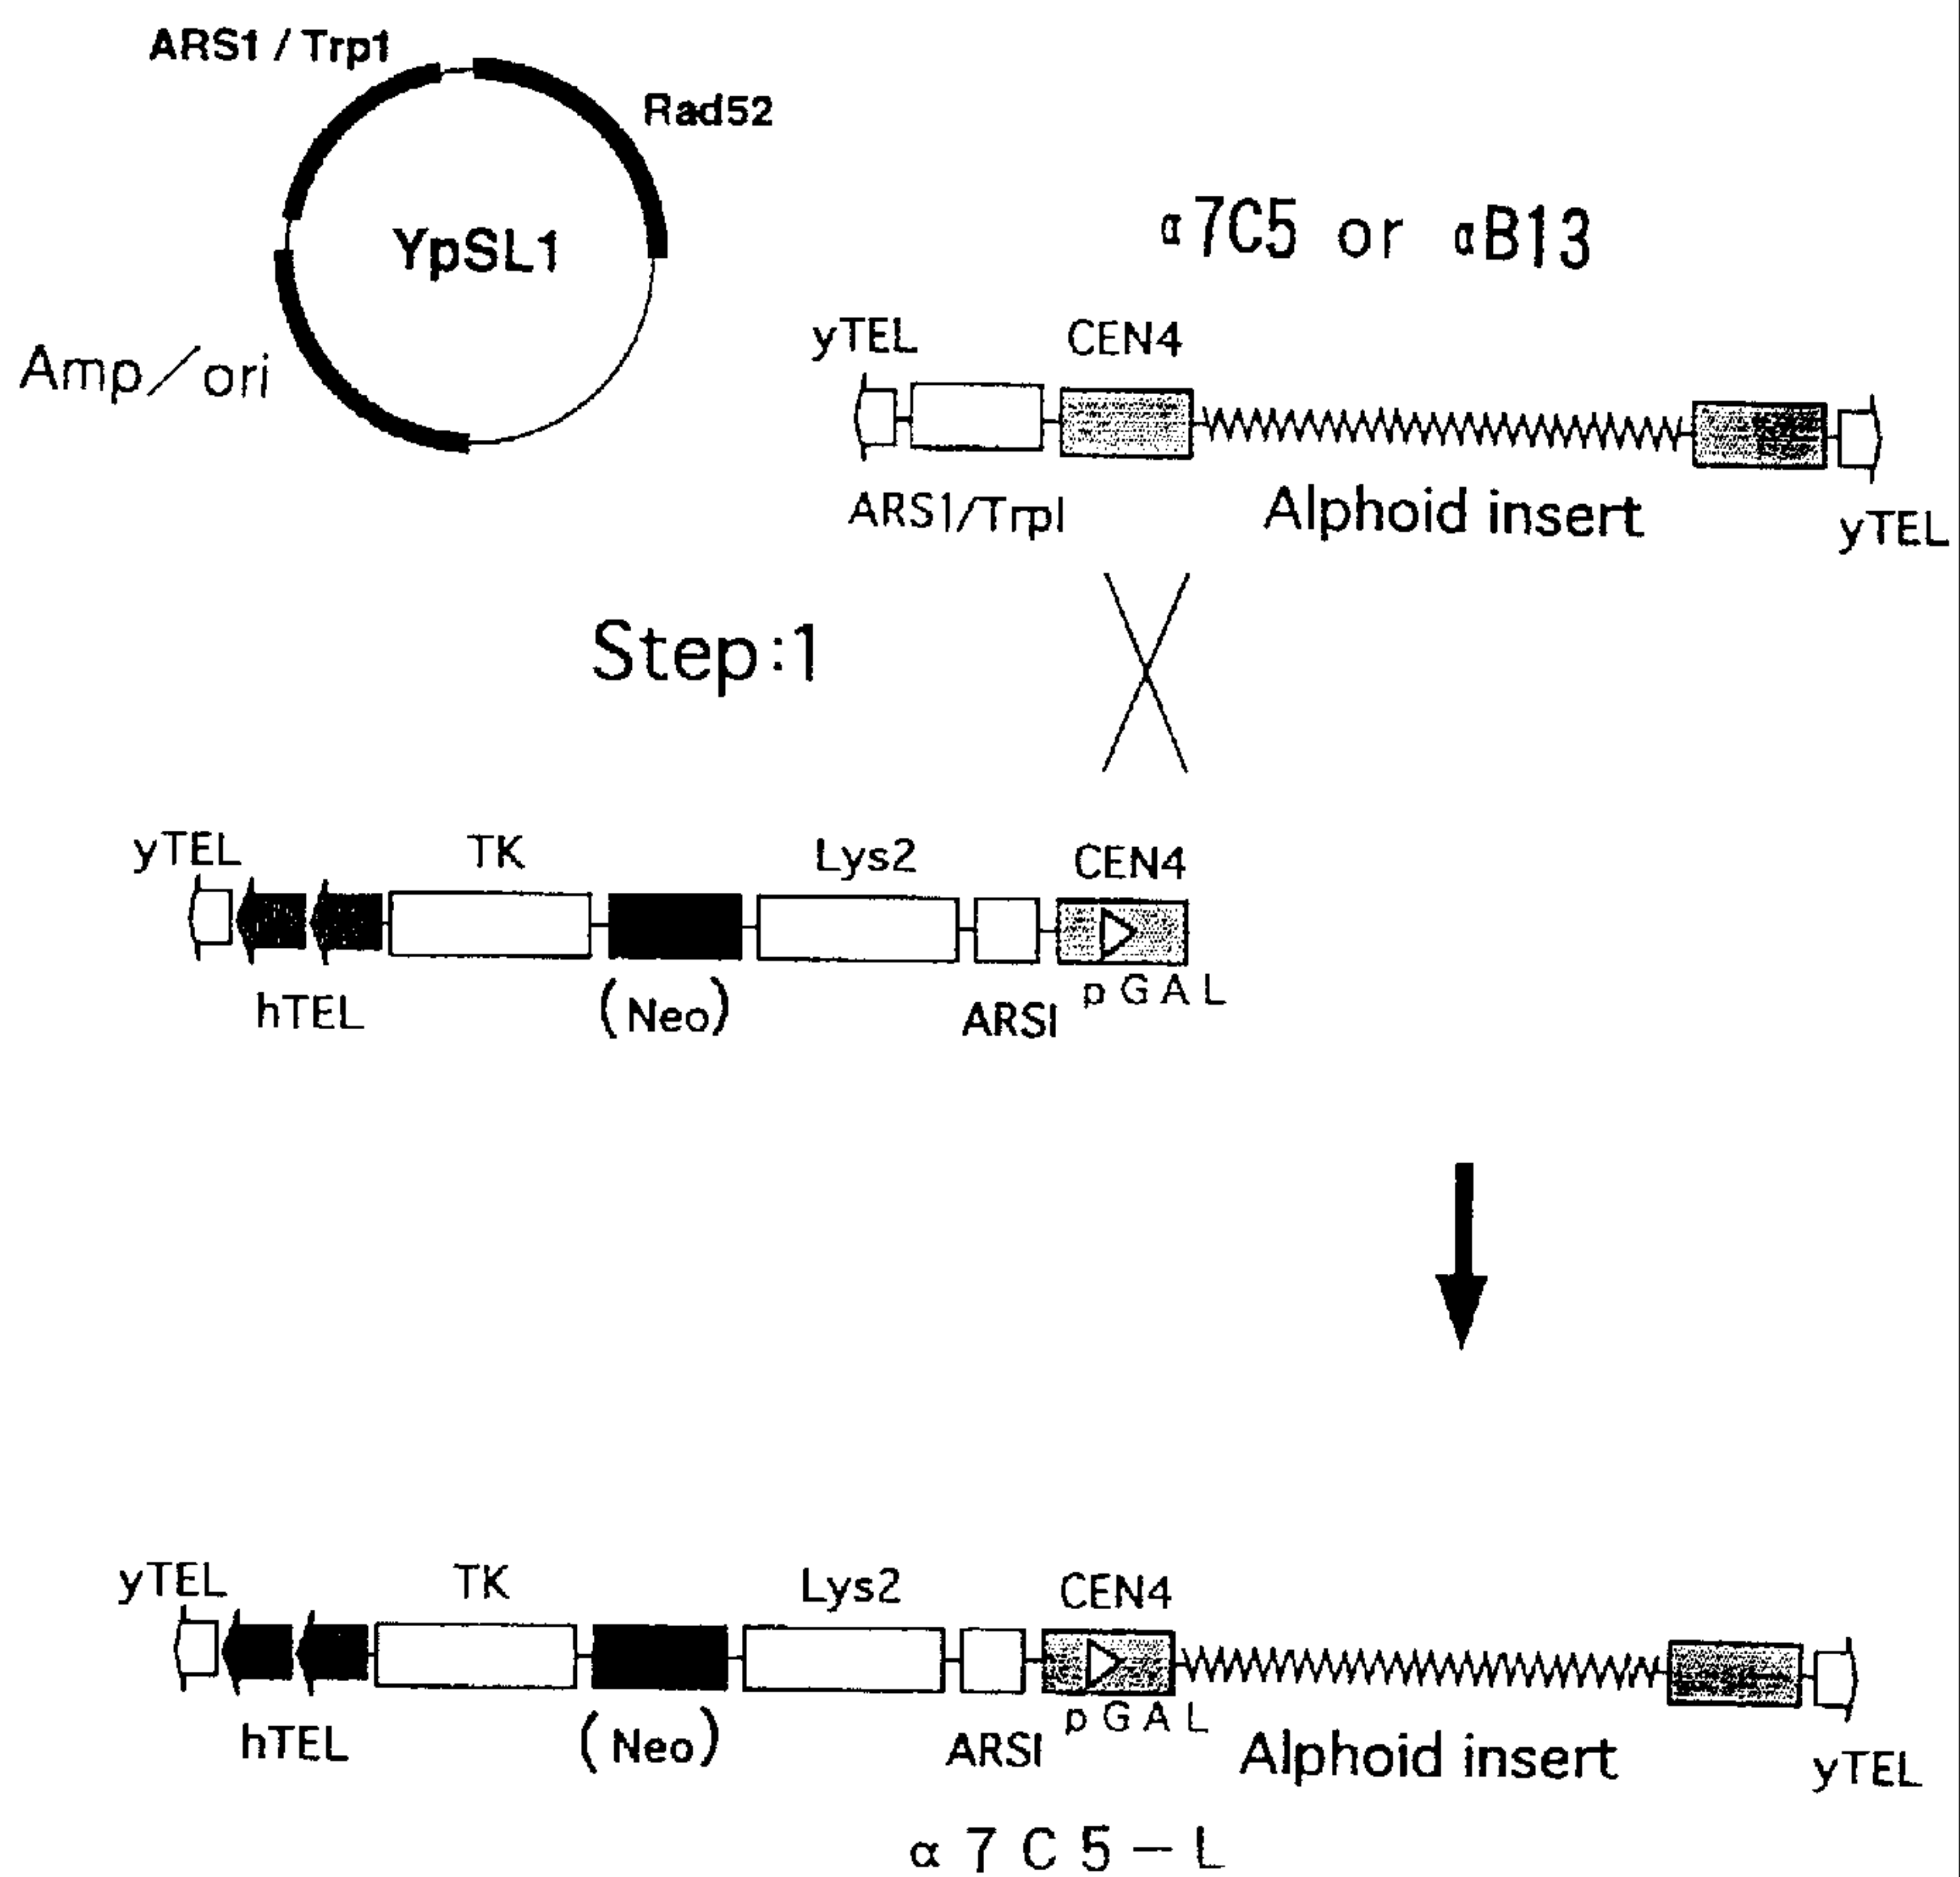 ARS1 / Trp1
Rad52
YpSL1
Amp/ori
α7C5 or αB13
yTEL
CEN4
ARS1/TrpI
Alphoid insert
yTEL
Step:1
yTEL
TK
Lys2
CEN4
hTEL
(Neo)
ARSI
pGAL
yTEL
TK
Lys2
CEN4
hTEL
(Neo)
ARSI
pGAL
Alphoid insert
yTEL
α7C5-L